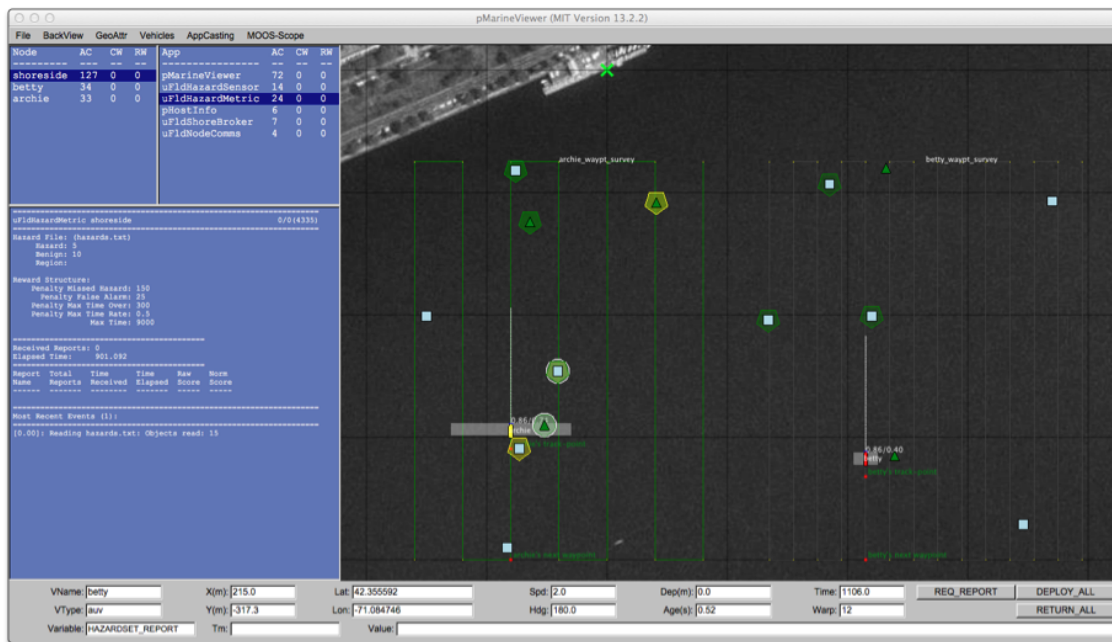 pMarineViewer (MIT Version 13.2.2)
File BackView GeoAttr Vehicles AppCasting MOOS-Scope
Node AC CW RW
shoreside 127 0 0
betty 34 0 0
archie 33 0 0
App AC CW RW
pMarineViewer 72 0 0
uFldHazardSensor 14 0 0
uFldHazardMetric 24 0 0
pHostInfo 6 0 0
uFldShoreBroker 7 0 0
uFldNodeComms 4 0 0
uFldHazardMetric shoreside 0/0(4335)
Hazard File: (hazards.txt)
Hazard: 5
Benign: 10
Region:
Reward Structure:
Penalty Missed Hazard: 150
Penalty False Alarm: 25
Penalty Max Time Over: 300
Penalty Max Time Rate: 0.5
Max Time: 9000
Received Reports: 0
Elapsed Time: 901.092
Report Total Time Time Raw Norm
Name Reports Received Elapsed Score Score
Most Recent Events (1):
[0.00]: Reading hazards.txt: Objects read: 15
archie_waypt_survey
betty_waypt_survey
archie's next waypoint
0.86/0.40
betty
betty's track-point
betty's next waypoint
VName: betty X(m): 215.0 Lat: 42.355592 Spd: 2.0 Dep(m): 0.0 Time: 1106.0 REQ_REPORT DEPLOY_ALL
VType: auv Y(m): -317.3 Lon: -71.084746 Hdg: 180.0 Age(s): 0.52 Warp: 12 RETURN_ALL
Variable: HAZARDSET_REPORT Tm: Value: